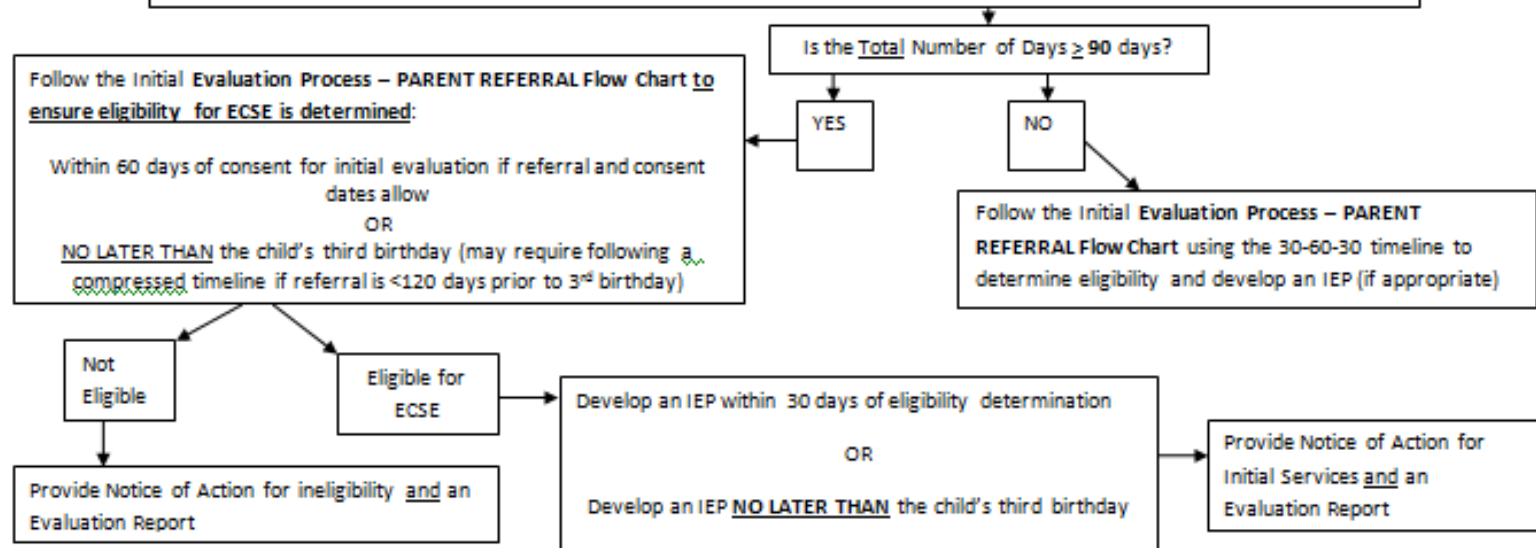 Is the Total Number of Days ≥ 90 days?
YES
NO
Follow the Initial Evaluation Process – PARENT REFERRAL Flow Chart to
ensure eligibility for ECSE is determined:
Within 60 days of consent for initial evaluation if referral and consent
dates allow
OR
NO LATER THAN the child's third birthday (may require following a
compressed timeline if referral is <120 days prior to 3rd birthday)
Follow the Initial Evaluation Process – PARENT
REFERRAL Flow Chart using the 30-60-30 timeline to
determine eligibility and develop an IEP (if appropriate)
Not
Eligible
Eligible for
ECSE
Provide Notice of Action for ineligibility and an
Evaluation Report
Develop an IEP within 30 days of eligibility determination
OR
Develop an IEP NO LATER THAN the child's third birthday
Provide Notice of Action for
Initial Services and an
Evaluation Report